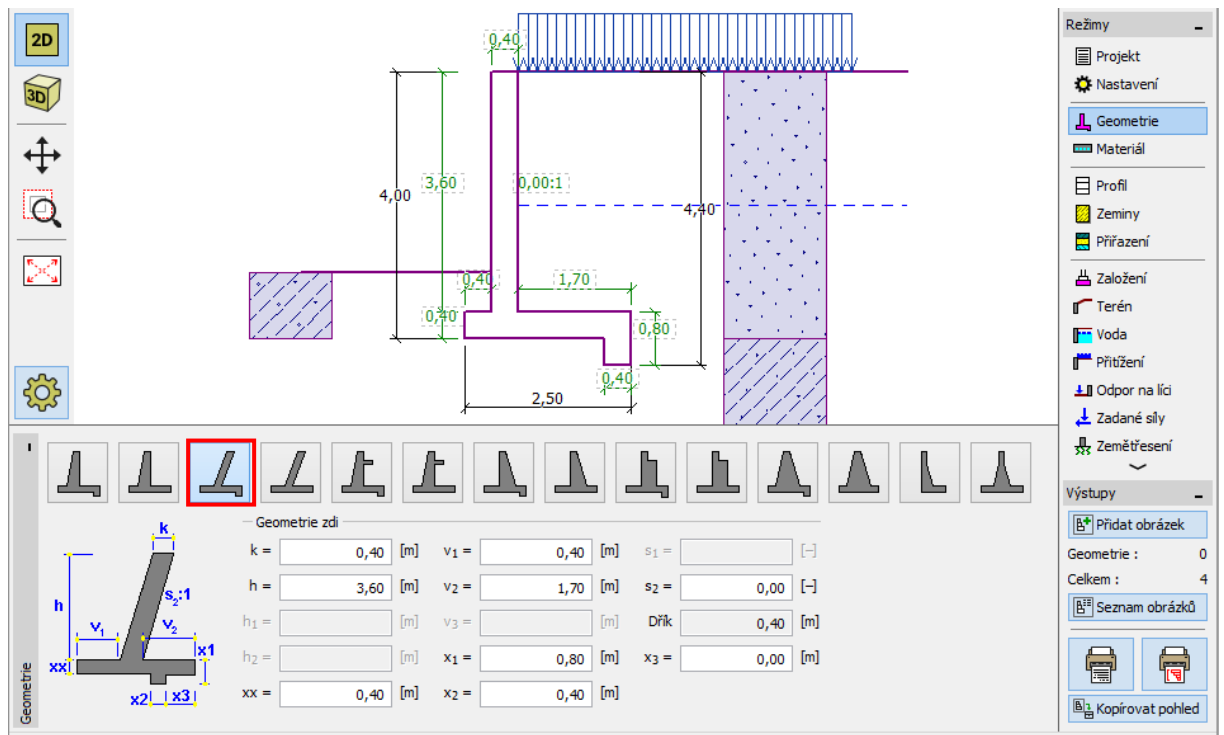 2D
3D
0,40
3,60
4,00
0,00:1
4,40
0,40
1,70
0,40
0,80
0,40
2,50
Režimy
Projekt
Nastavení
Geometrie
Materiál
Profil
Zeminy
Přiřazení
Založení
Terén
Voda
Přitížení
Odpor na líci
Zadané síly
Zemětřesení
Výstupy
Přidat obrázek
Geometrie : 0
Celkem : 4
Seznam obrázků
Kopírovat pohled
Geometrie
k
h
s2:1
v1
v2
x1
xx
x2
x3
Geometrie zdi
k = 0,40 [m] v1 = 0,40 [m] s1 = [–]
h = 3,60 [m] v2 = 1,70 [m] s2 = 0,00 [–]
h1 = [m] v3 = [m] Dřík 0,40 [m]
h2 = [m] x1 = 0,80 [m] x3 = 0,00 [m]
xx = 0,40 [m] x2 = 0,40 [m]